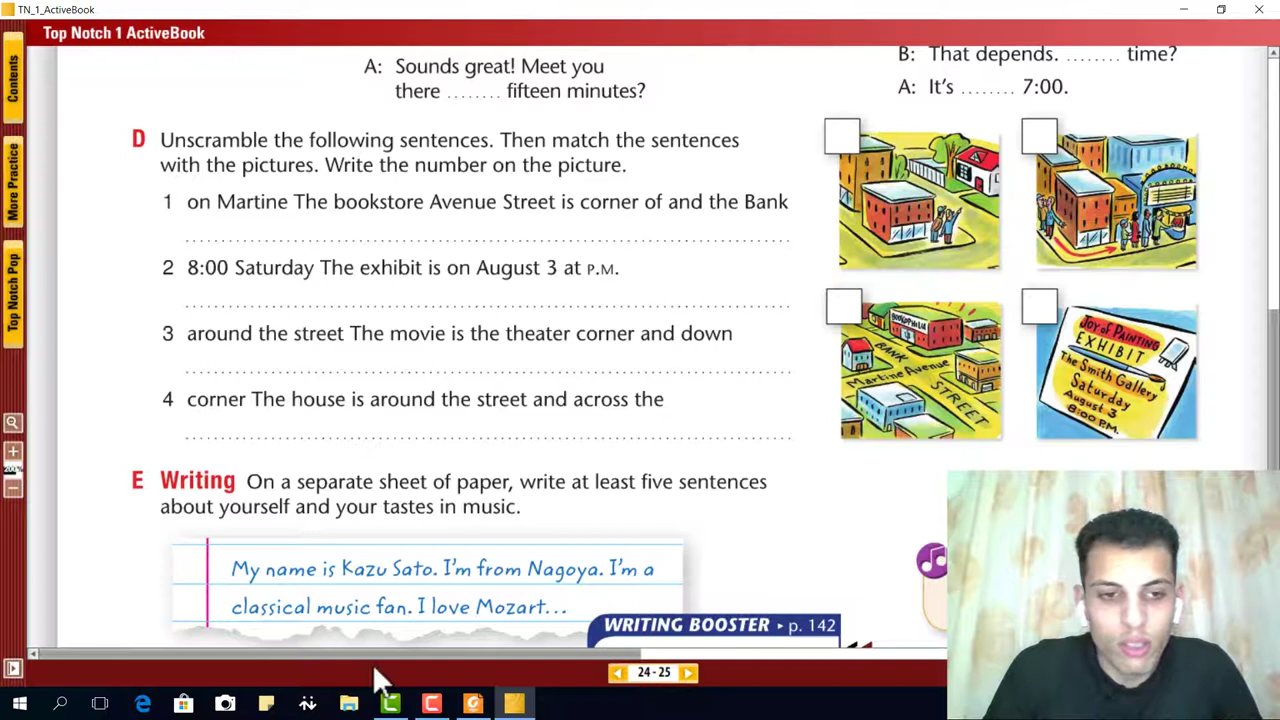 TN_1_ActiveBook
Top Notch 1 ActiveBook
Contents
More Practice
Top Notch Pop
A: Sounds great! Meet you
there ........ fifteen minutes?
B: That depends. ........ time?
A: It's ........ 7:00.
D Unscramble the following sentences. Then match the sentences
with the pictures. Write the number on the picture.
1 on Martine The bookstore Avenue Street is corner of and the Bank
2 8:00 Saturday The exhibit is on August 3 at P.M.
3 around the street The movie is the theater corner and down
4 corner The house is around the street and across the
BOOKOPHILIA
BANK
Martine Avenue
STREET
JOY OF PAINTING
EXHIBIT
The Smith Gallery
Saturday
August 3
8:00 P.M.
E Writing On a separate sheet of paper, write at least five sentences
about yourself and your tastes in music.
My name is Kazu Sato. I'm from Nagoya. I'm a
classical music fan. I love Mozart...
WRITING BOOSTER • p. 142
200%
24 - 25